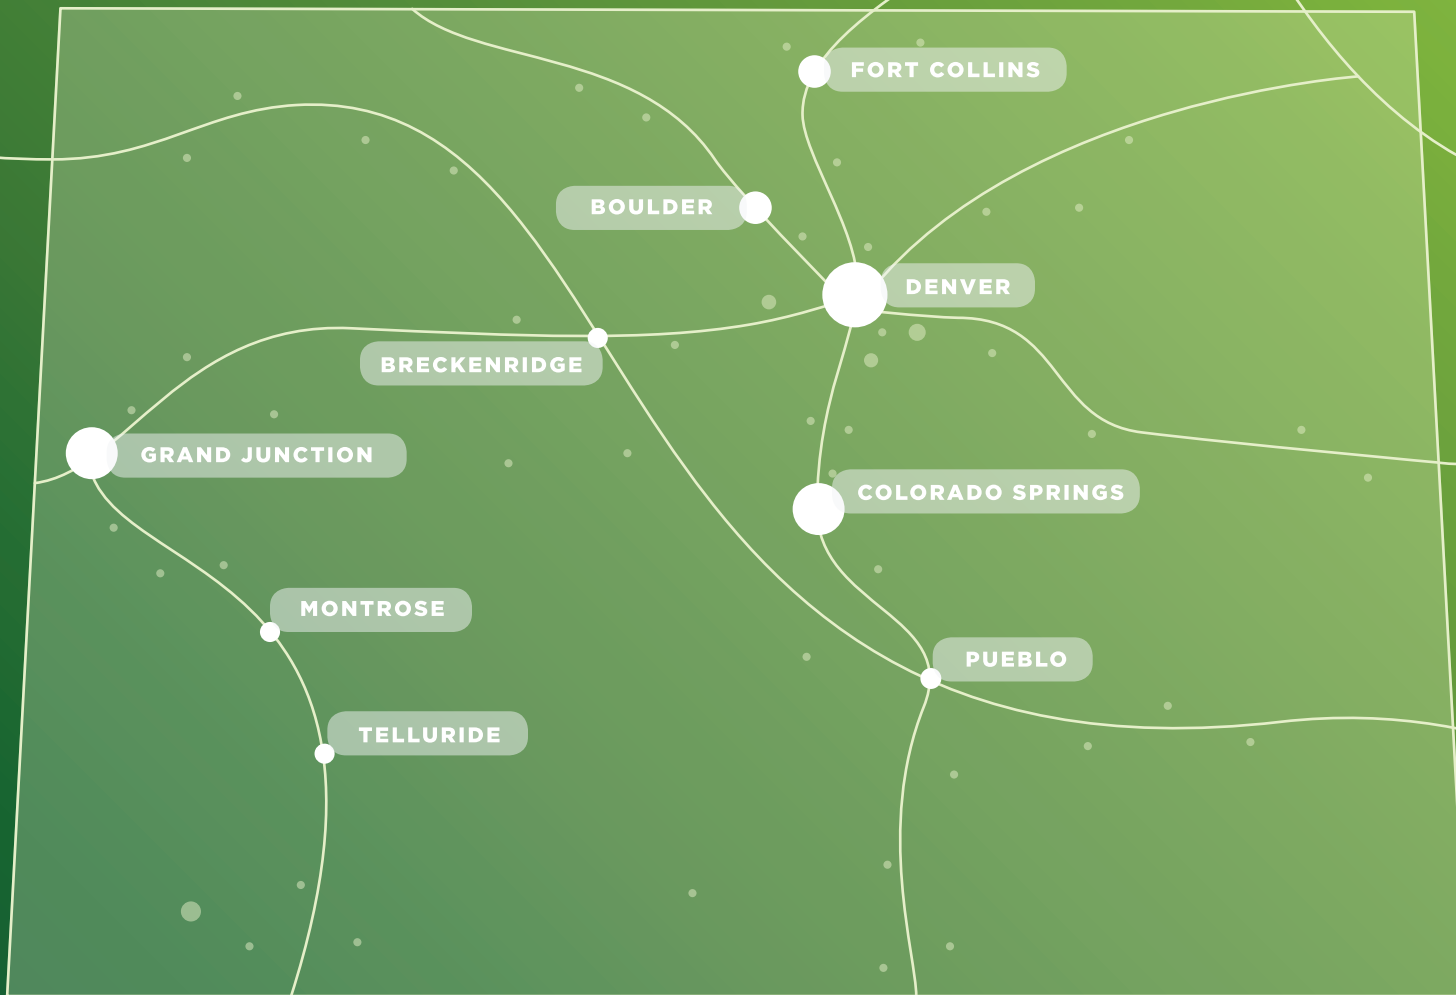 FORT COLLINS
BOULDER
DENVER
BRECKENRIDGE
GRAND JUNCTION
COLORADO SPRINGS
MONTROSE
PUEBLO
TELLURIDE